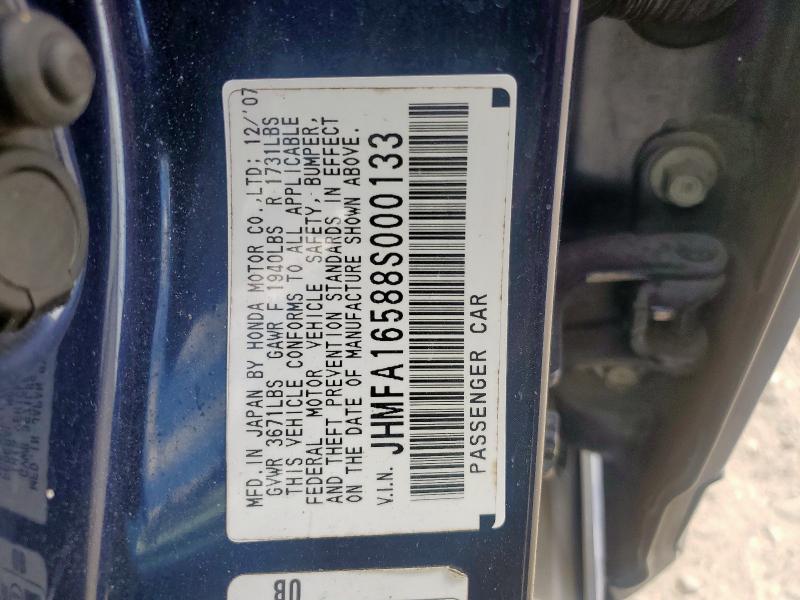 MFD. IN JAPAN BY HONDA MOTOR CO.,LTD; 12/'07
GVWR 3671LBS GAWR F 1940LBS R 1731LBS
THIS VEHICLE CONFORMS TO ALL APPLICABLE
FEDERAL MOTOR VEHICLE SAFETY, BUMPER,
AND THEFT PREVENTION STANDARDS IN EFFECT
ON THE DATE OF MANUFACTURE SHOWN ABOVE.
V.I.N. JHMFA16588S000133
PASSENGER CAR